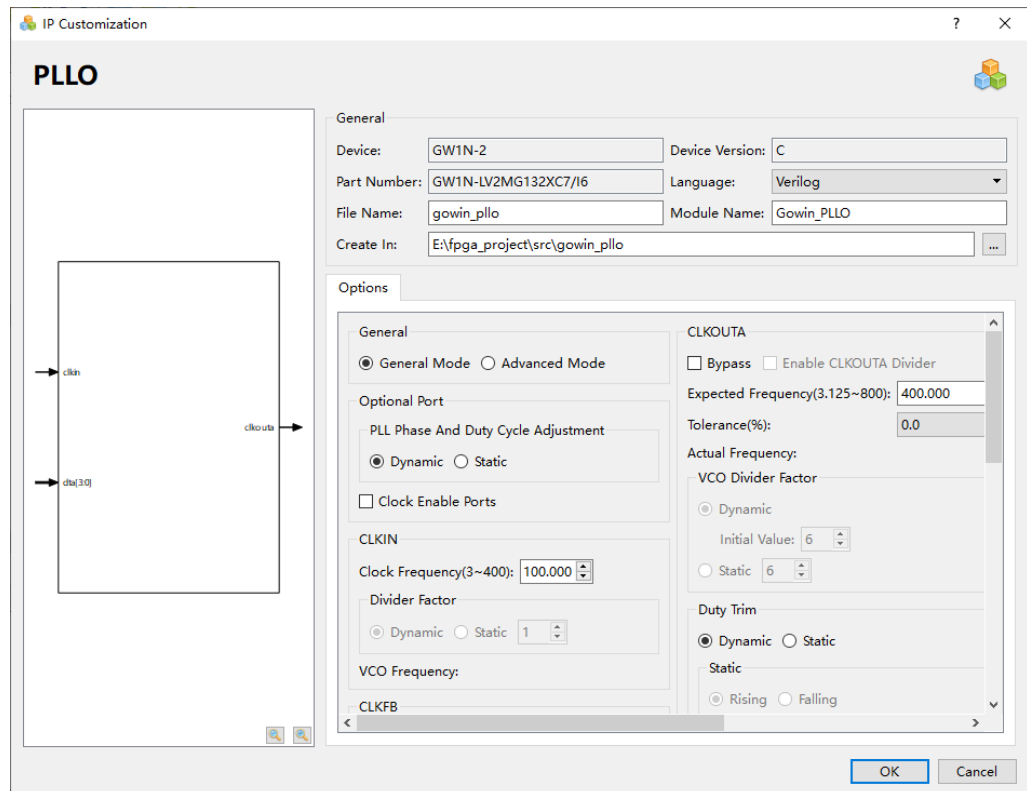 IP Customization
?
PLLO
General
Device: GW1N-2 Device Version: C
Part Number: GW1N-LV2MG132XC7/I6 Language: Verilog
File Name: gowin_pllo Module Name: Gowin_PLLO
Create In: E:\fpga_project\src\gowin_pllo ...
clkin
clkouta
dta[3:0]
Options
General
General Mode Advanced Mode
Optional Port
PLL Phase And Duty Cycle Adjustment
Dynamic Static
Clock Enable Ports
CLKIN
Clock Frequency(3~400): 100.000
Divider Factor
Dynamic Static 1
VCO Frequency:
CLKFB
CLKOUTA
Bypass Enable CLKOUTA Divider
Expected Frequency(3.125~800): 400.000
Tolerance(%): 0.0
Actual Frequency:
VCO Divider Factor
Dynamic
Initial Value: 6
Static 6
Duty Trim
Dynamic Static
Static
Rising Falling
OK Cancel